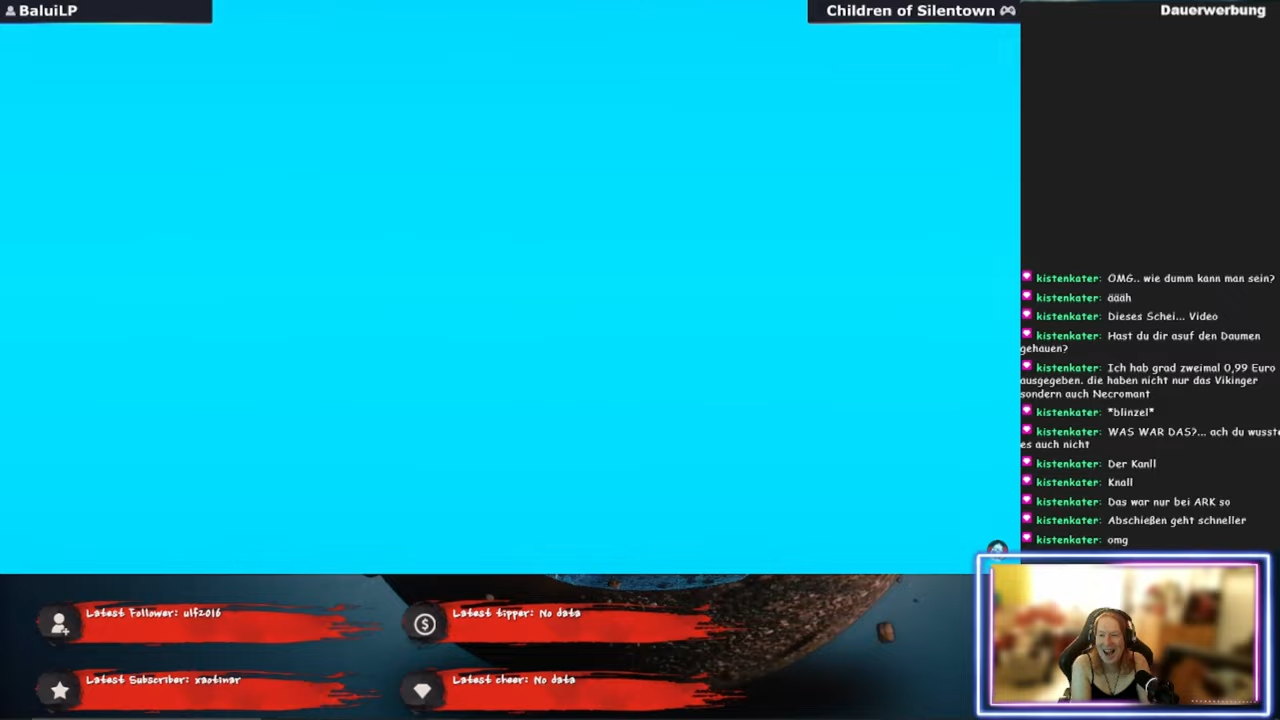 BaluiLP
Children of Silentown
Dauerwerbung
kistenkater: OMG.. wie dumm kann man sein?
kistenkater: äääh
kistenkater: Dieses Schei... Video
kistenkater: Hast du dir asuf den Daumen
gehauen?
kistenkater: Ich hab grad zweimal 0,99 Euro
ausgegeben. die haben nicht nur das Vikinger
sondern auch Necromant
kistenkater: *blinzel*
kistenkater: WAS WAR DAS?... ach du wusste
es auch nicht
kistenkater: Der Kanll
kistenkater: Knall
kistenkater: Das war nur bei ARK so
kistenkater: Abschießen geht schneller
kistenkater: omg
Latest Follower: ulf2016
Latest tipper: No data
Latest Subscriber: xaotinar
Latest cheer: No data